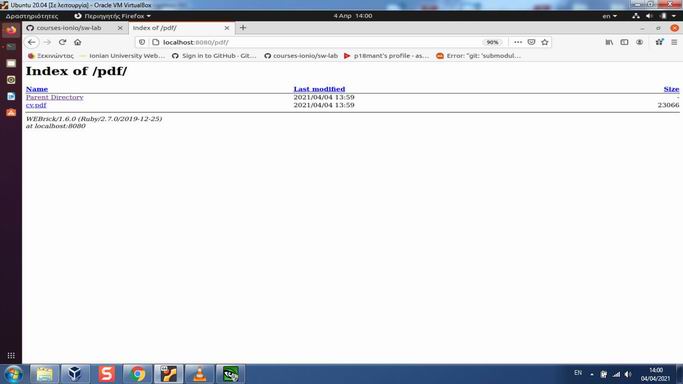 Ubuntu 20.04 [Σε λειτουργία] - Oracle VM VirtualBox
Δραστηριότητες Περιηγητής Firefox 4 Απρ 14:00 en
courses-ionio/sw-lab Index of /pdf/
localhost:8080/pdf/ 90%
Ξεκινώντας Ionian University Web... Sign in to GitHub · Git... courses-ionio/sw-lab p18mant's profile - as... Error: "git: 'submodul...
Index of /pdf/
Name Last modified Size
Parent Directory 2021/04/04 13:59 -
cv.pdf 2021/04/04 13:59 23066
WEBrick/1.6.0 (Ruby/2.7.0/2019-12-25)
at localhost:8080
EN 14:00
04/04/2021